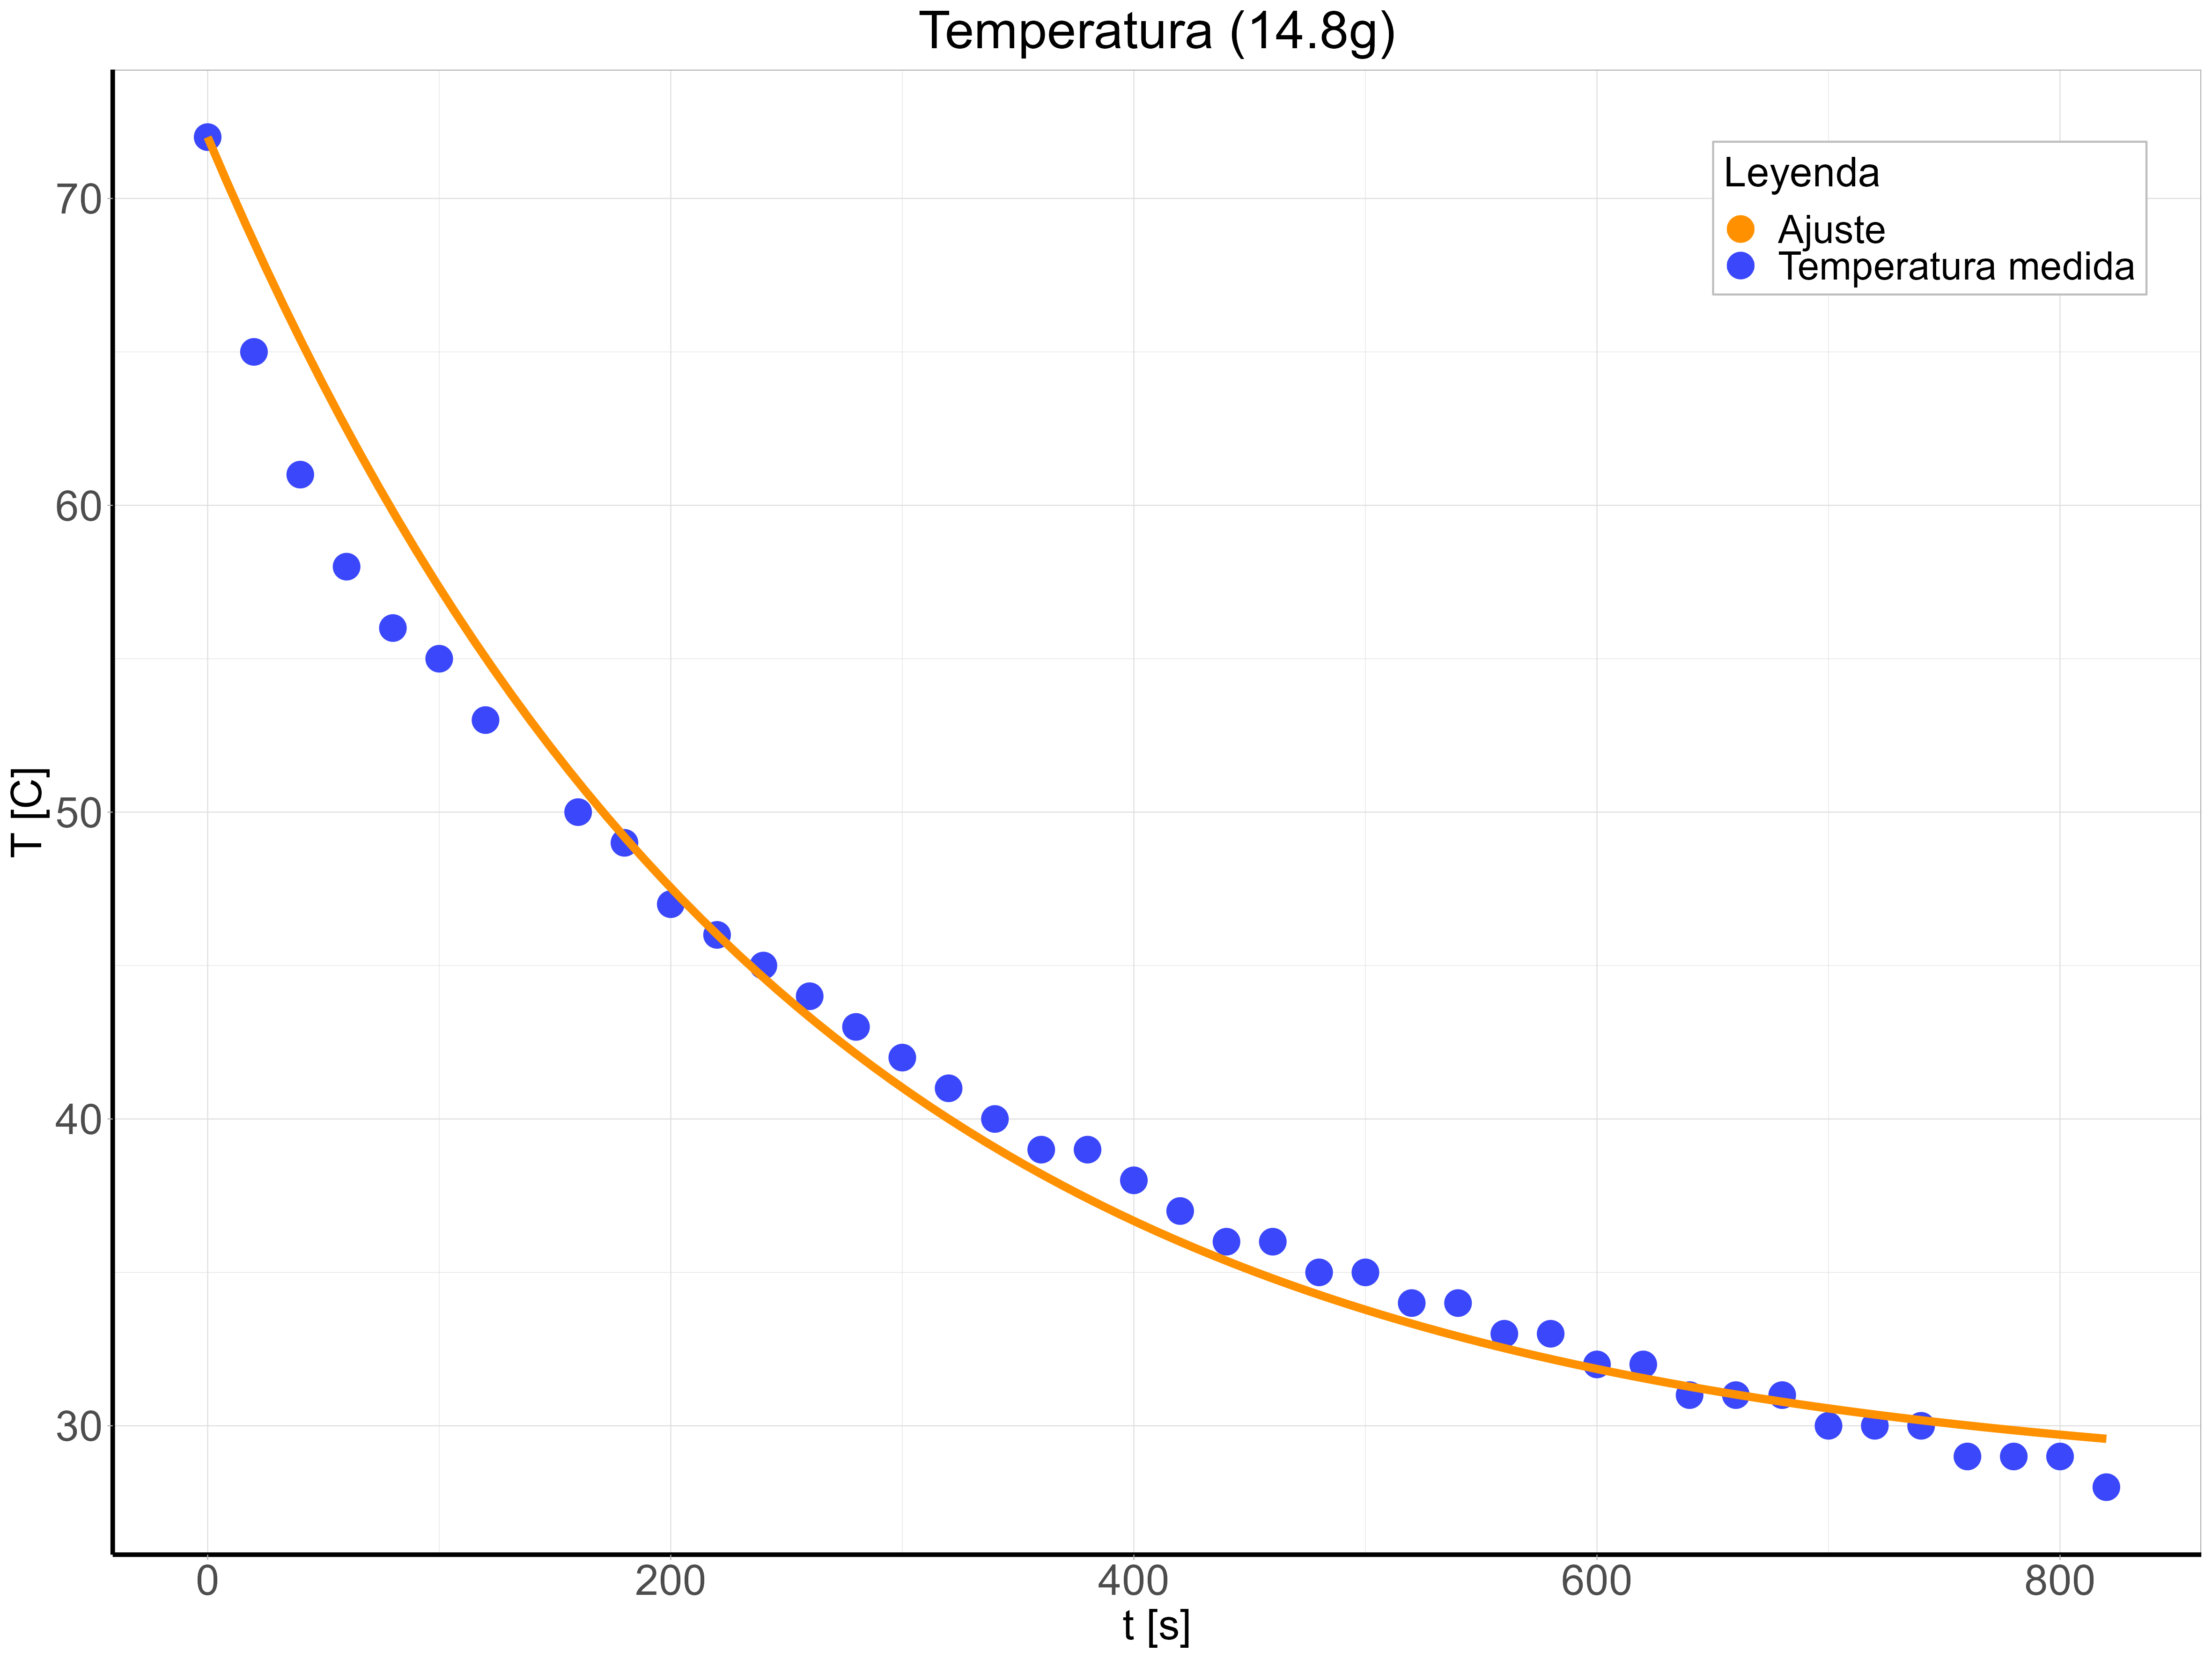 Temperatura (14.8g)
Leyenda
Ajuste
Temperatura medida
T [C]
70
60
50
40
30
0 200 400 600 800
t [s]